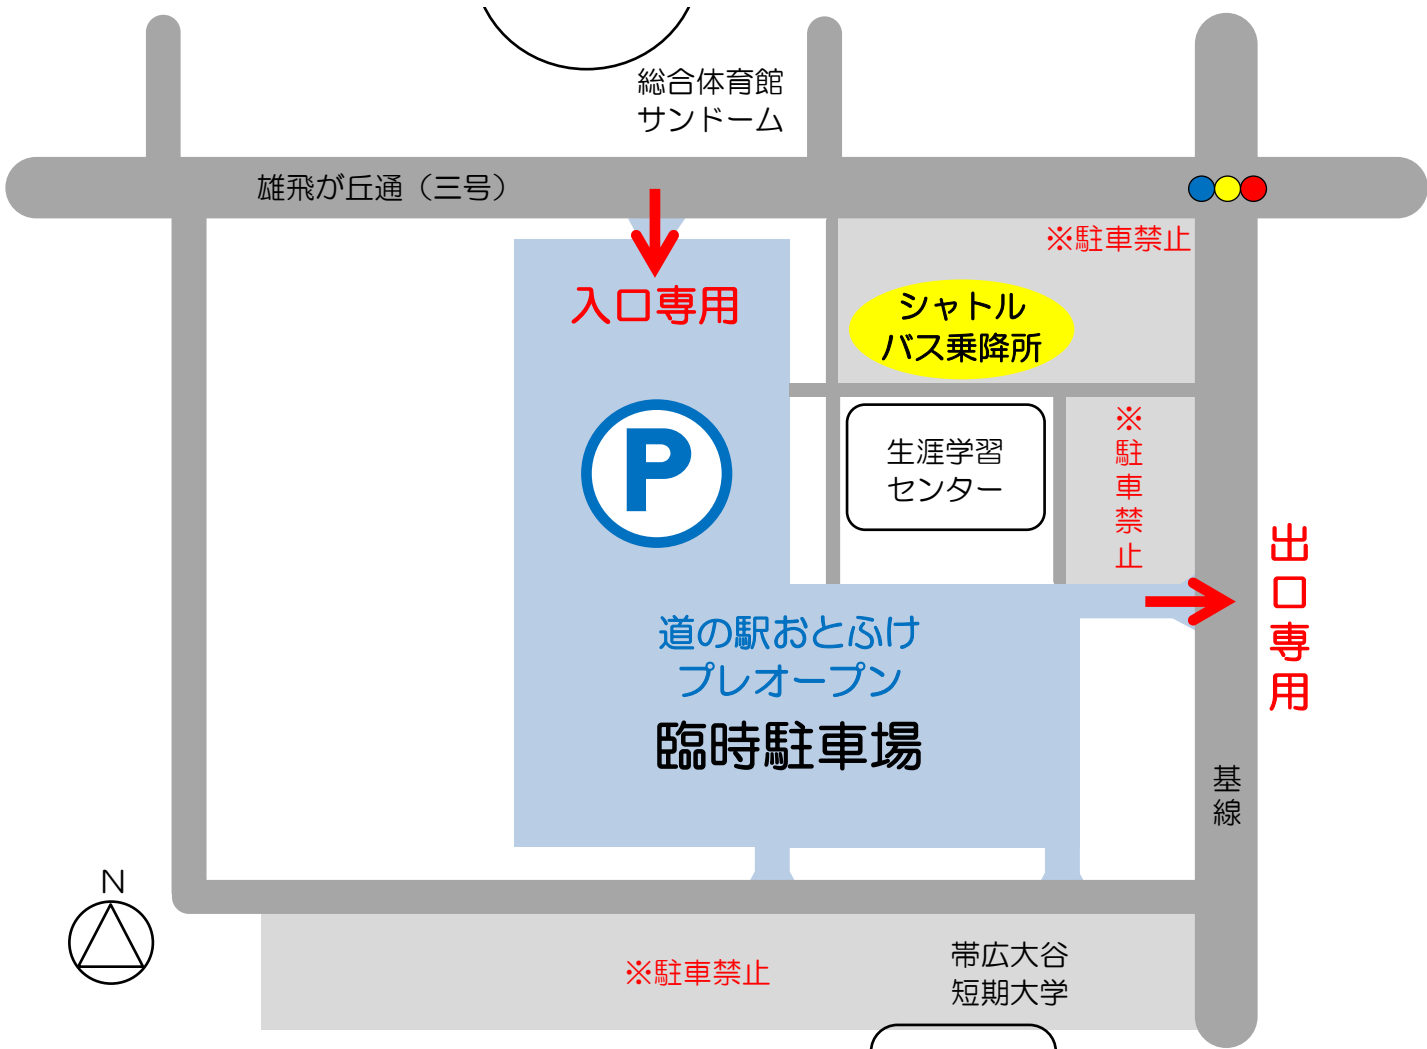 総合体育館
サンドーム
雄飛が丘通（三号）
※駐車禁止
入口専用
シャトル
バス乗降所
P
生涯学習
センター
※駐車禁止
出口専用
道の駅おとふけ
プレオープン
臨時駐車場
基線
N
※駐車禁止
帯広大谷
短期大学